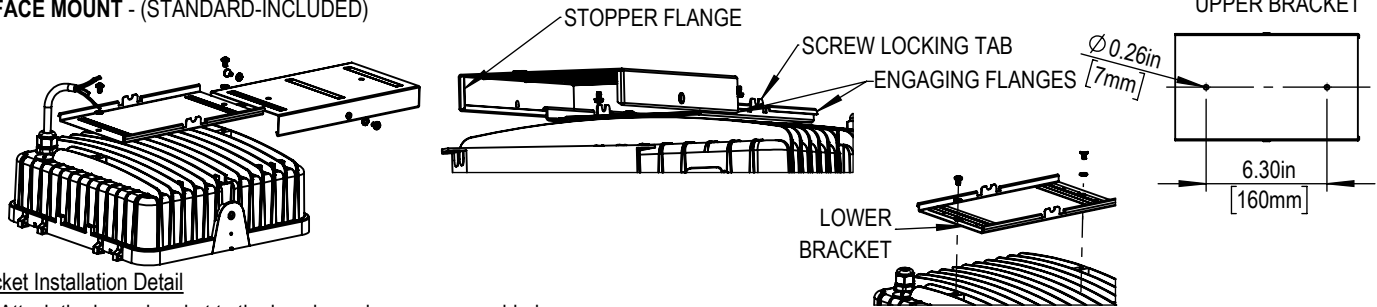 FACE MOUNT - (STANDARD-INCLUDED)
STOPPER FLANGE
SCREW LOCKING TAB
ENGAGING FLANGES
UPPER BRACKET
Ø0.26in
[7mm]
6.30in
[160mm]
LOWER
BRACKET
cket Installation Detail